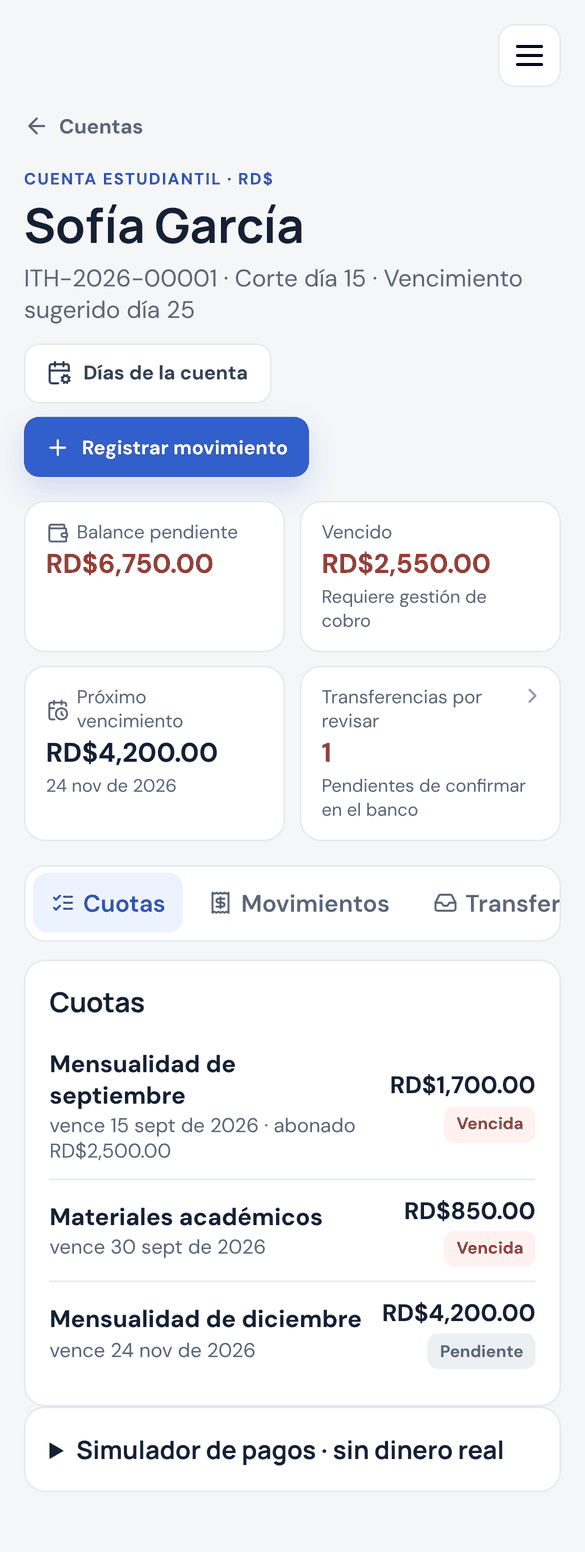 Cuentas
CUENTA ESTUDIANTIL · RD$
Sofía García
ITH-2026-00001 · Corte día 15 · Vencimiento
sugerido día 25
Días de la cuenta
Registrar movimiento
Balance pendiente
RD$6,750.00
Vencido
RD$2,550.00
Requiere gestión de
cobro
Próximo
vencimiento
RD$4,200.00
24 nov de 2026
Transferencias por
revisar
1
Pendientes de confirmar
en el banco
Cuotas
Movimientos
Transfer
Cuotas
Mensualidad de
septiembre
vence 15 sept de 2026 · abonado
RD$2,500.00
RD$1,700.00
Vencida
Materiales académicos
vence 30 sept de 2026
RD$850.00
Vencida
Mensualidad de diciembre
vence 24 nov de 2026
RD$4,200.00
Pendiente
Simulador de pagos · sin dinero real